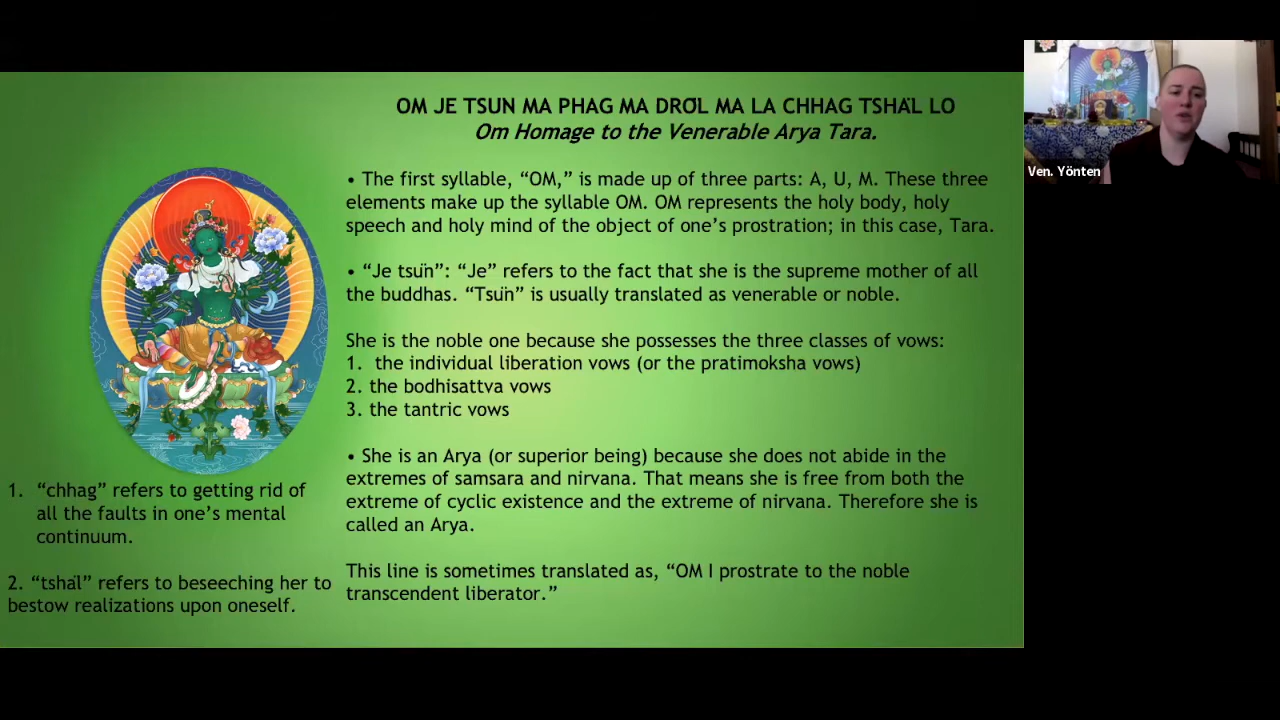 OM JE TSUN MA PHAG MA DRÖL MA LA CHHAG TSHÄL LO
Om Homage to the Venerable Arya Tara.
• The first syllable, “OM,” is made up of three parts: A, U, M. These three
elements make up the syllable OM. OM represents the holy body, holy
speech and holy mind of the object of one’s prostration; in this case, Tara.
• “Je tsün”: “Je” refers to the fact that she is the supreme mother of all
the buddhas. “Tsün” is usually translated as venerable or noble.
She is the noble one because she possesses the three classes of vows:
1. the individual liberation vows (or the pratimoksha vows)
2. the bodhisattva vows
3. the tantric vows
• She is an Arya (or superior being) because she does not abide in the
extremes of samsara and nirvana. That means she is free from both the
extreme of cyclic existence and the extreme of nirvana. Therefore she is
called an Arya.
This line is sometimes translated as, “OM I prostrate to the noble
transcendent liberator.”
1. “chhag” refers to getting rid of
all the faults in one’s mental
continuum.
2. “tshäl” refers to beseeching her to
bestow realizations upon oneself.
Ven. Yönten